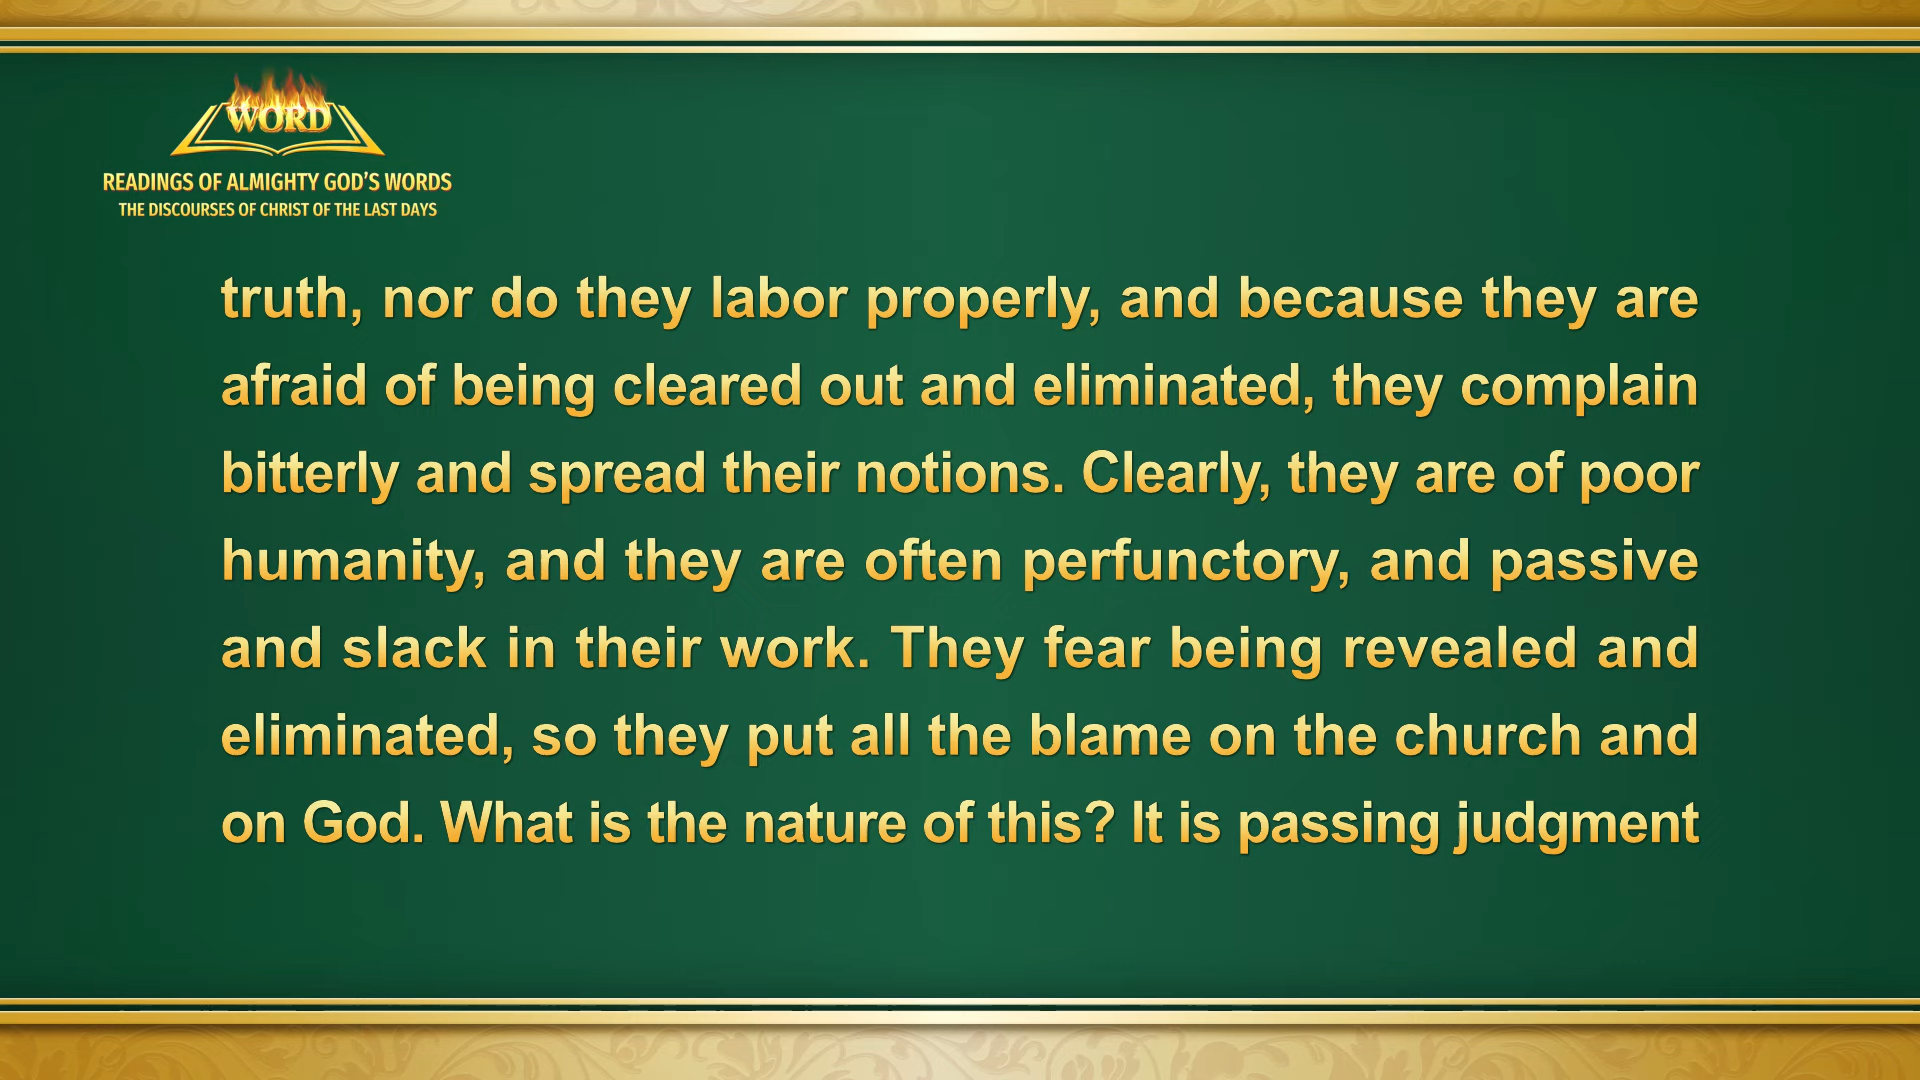 WORD
READINGS OF ALMIGHTY GOD’S WORDS
THE DISCOURSES OF CHRIST OF THE LAST DAYS
truth, nor do they labor properly, and because they are
afraid of being cleared out and eliminated, they complain
bitterly and spread their notions. Clearly, they are of poor
humanity, and they are often perfunctory, and passive
and slack in their work. They fear being revealed and
eliminated, so they put all the blame on the church and
on God. What is the nature of this? It is passing judgment